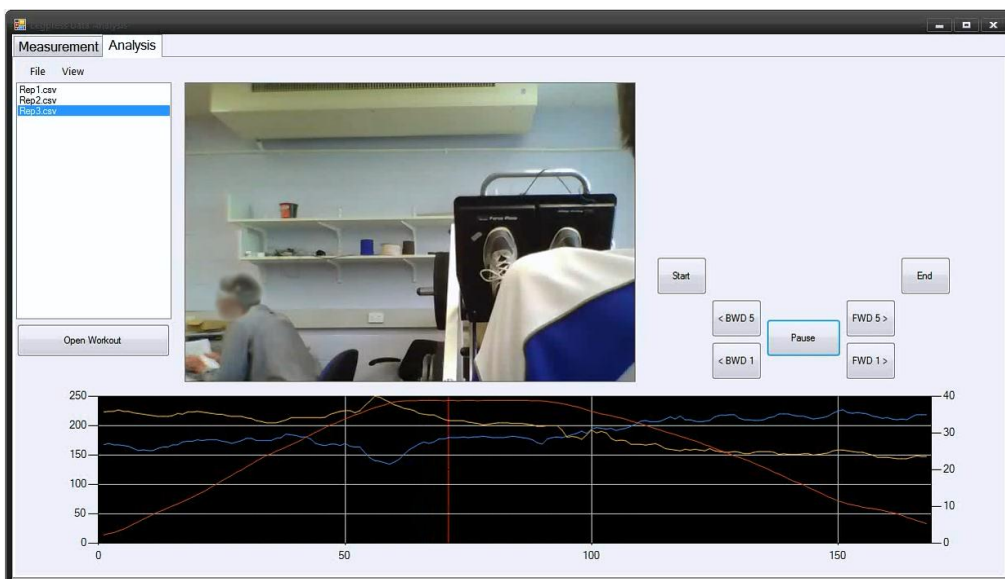 Measurement Analysis
File View
Rep1.csv
Rep2.csv
Rep3.csv
Open Workout
Start
End
< BWD 5
FWD 5 >
Pause
< BWD 1
FWD 1 >
250
200
150
100
50
0
40
30
20
10
0
0 50 100 150